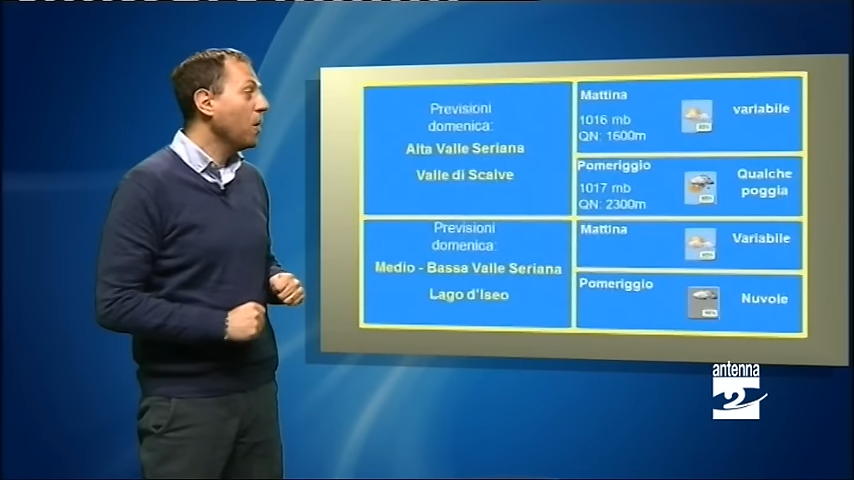 Previsioni
domenica:
Alta Valle Seriana
Valle di Scalve
Mattina
1016 mb
QN: 1600m
variabile
Pomeriggio
1017 mb
QN: 2300m
Qualche
poggia
Previsioni
domenica:
Medio - Bassa Valle Seriana
Lago d'Iseo
Mattina
Variabile
Pomeriggio
Nuvole
antenna
2